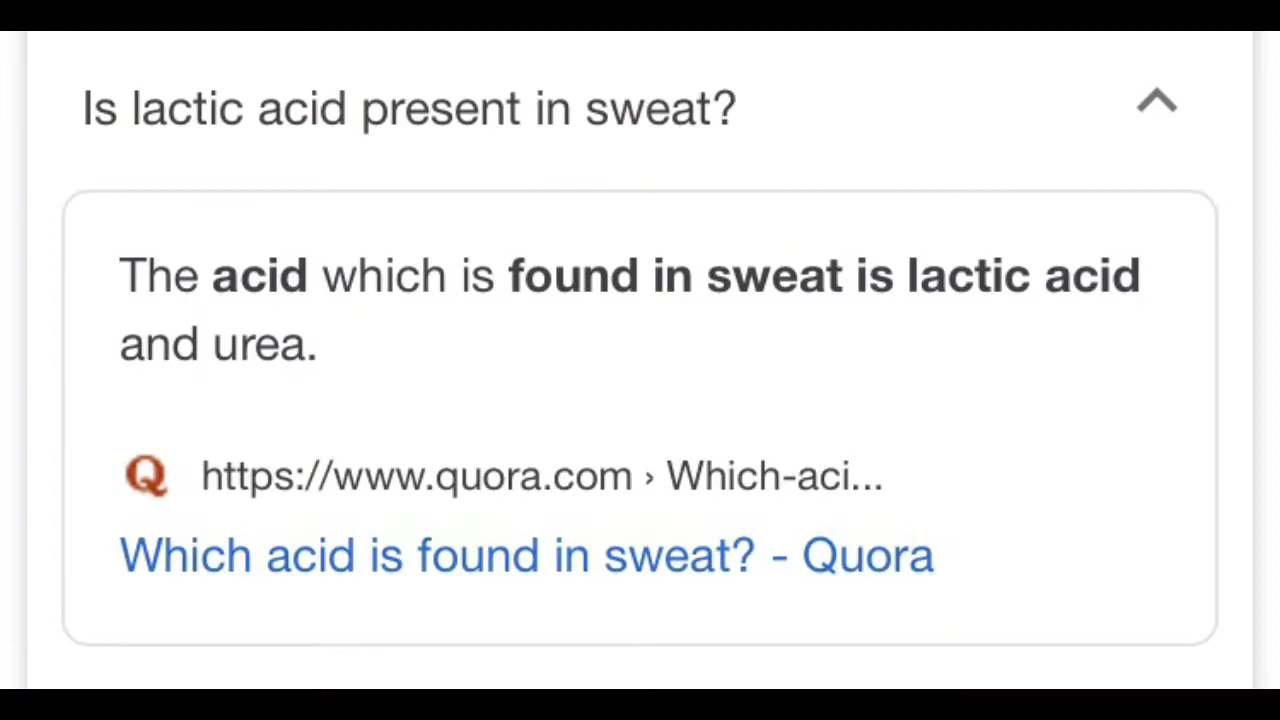 Is lactic acid present in sweat?
The acid which is found in sweat is lactic acid
and urea.
Q https://www.quora.com › Which-aci...
Which acid is found in sweat? - Quora